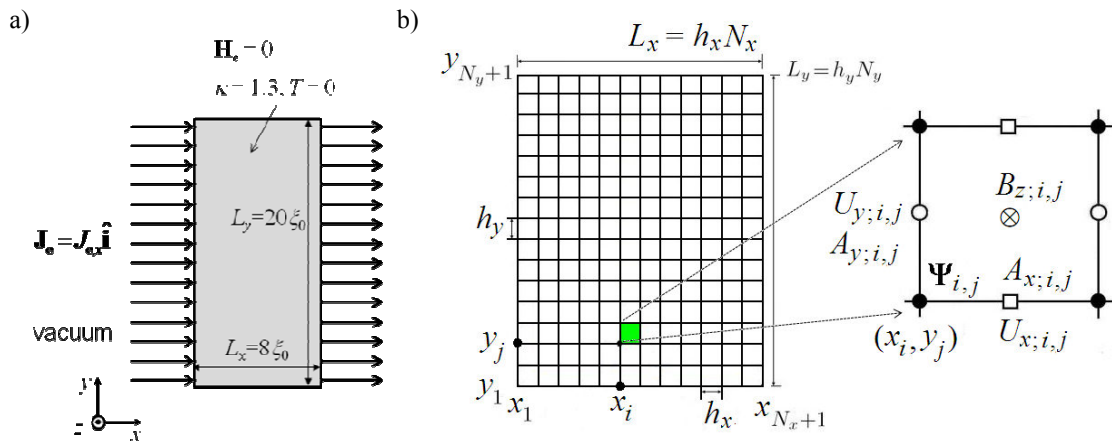 a)
H_e = 0
κ=1.3, T=0
L_y=20ξ_0
J_e=J_{e,x}î
vacuum
L_x=8ξ_0
y
z
x
b)
L_x = h_x N_x
y_{N_y+1}
L_y = h_y N_y
h_y
y_j
y_1
x_1
x_i
h_x
x_{N_x+1}
B_{z;i,j}
U_{y;i,j}
A_{y;i,j}
Ψ_{i,j}
A_{x;i,j}
(x_i, y_j)
U_{x;i,j}